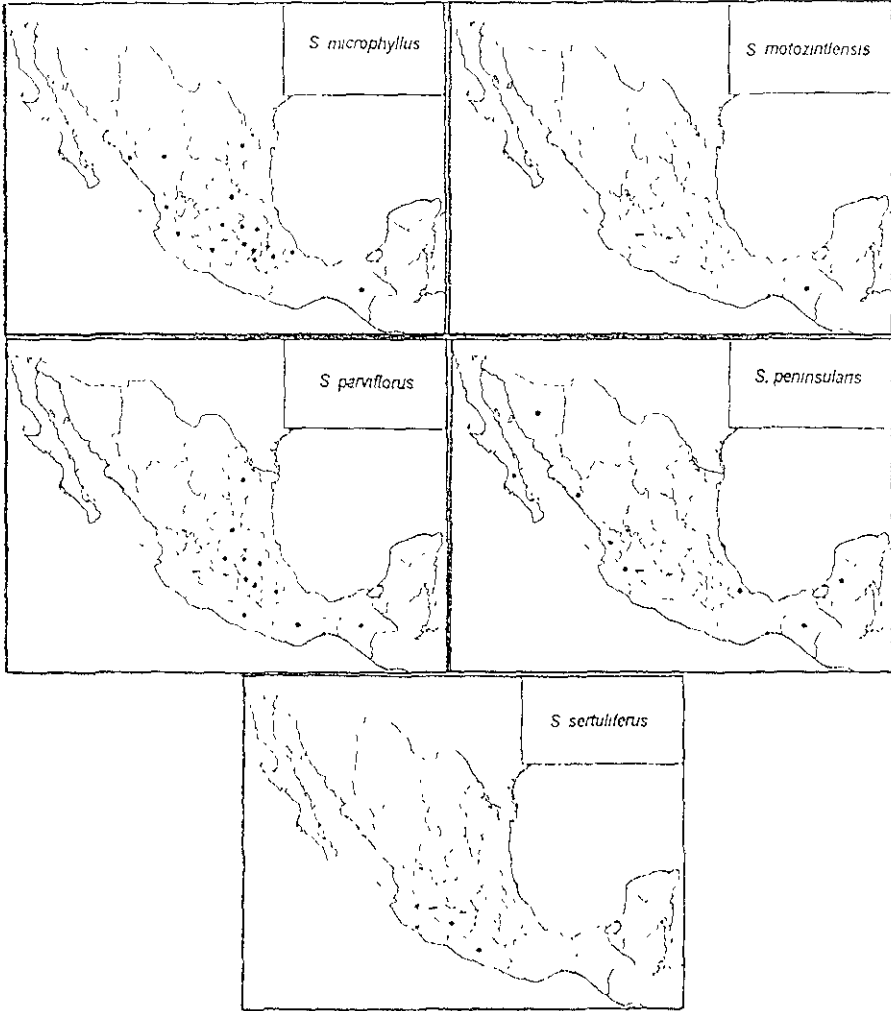 S microphyllus
S motozintlensis
S parviflorus
S. peninsularis
S sertuliferus